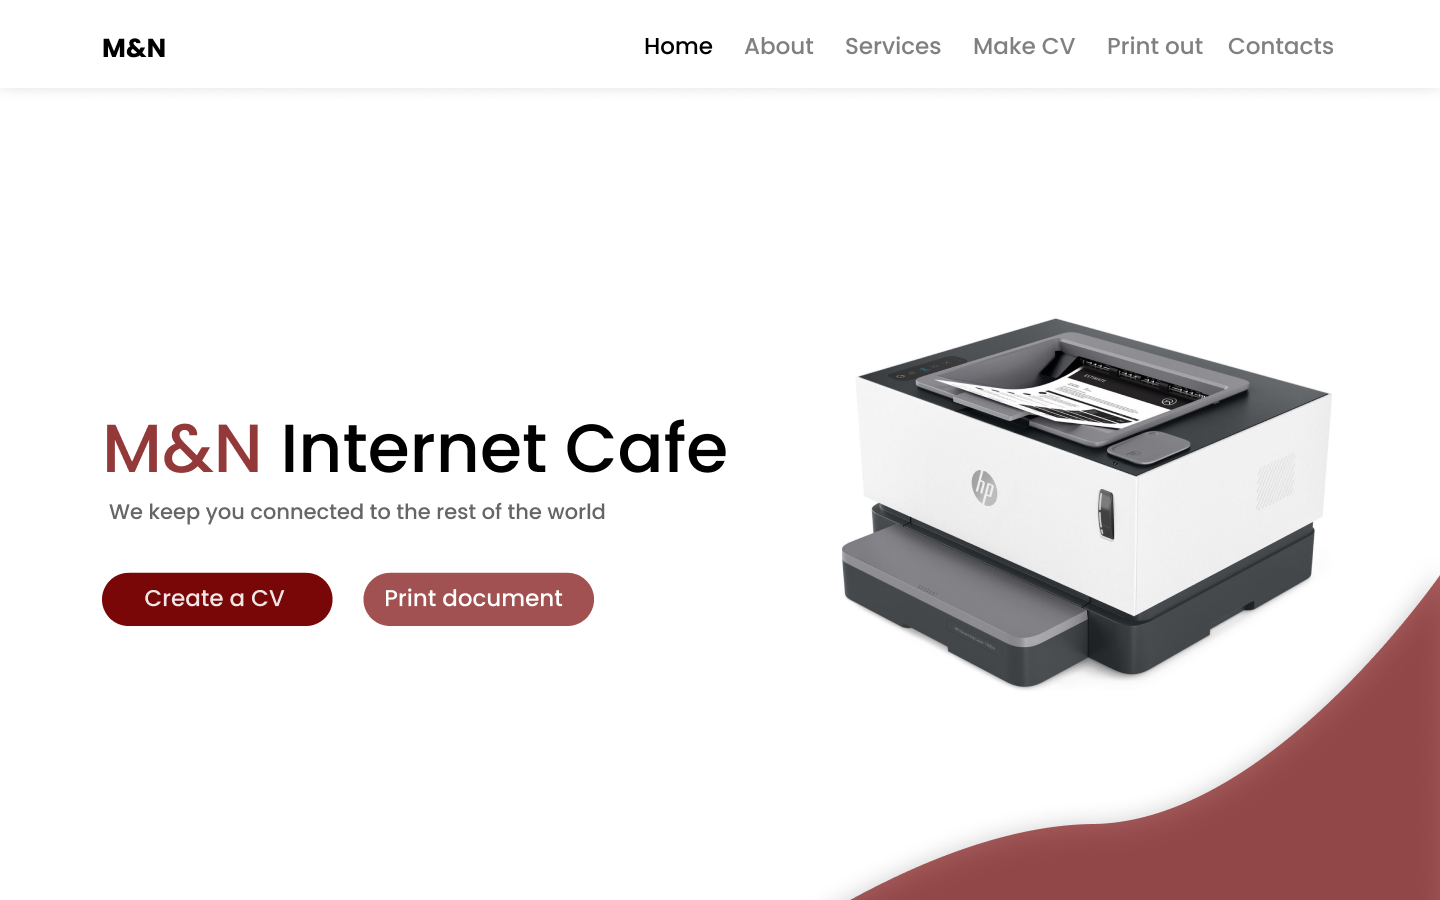 M&N
Home About Services Make CV Print out Contacts
M&N Internet Cafe
We keep you connected to the rest of the world
Create a CV
Print document
hp